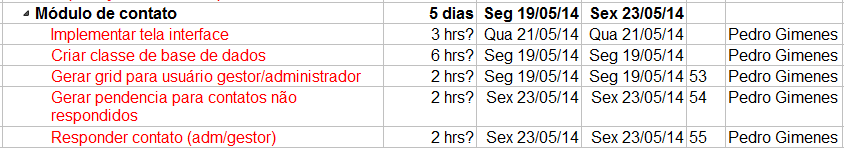 Módulo de contato 5 dias Seg 19/05/14 Sex 23/05/14
Implementar tela interface 3 hrs? Qua 21/05/14 Qua 21/05/14 Pedro Gimenes
Criar classe de base de dados 6 hrs? Seg 19/05/14 Seg 19/05/14 Pedro Gimenes
Gerar grid para usuário gestor/administrador 2 hrs? Seg 19/05/14 Seg 19/05/14 53 Pedro Gimenes
Gerar pendencia para contatos não 2 hrs? Sex 23/05/14 Sex 23/05/14 54 Pedro Gimenes
respondidos
Responder contato (adm/gestor) 2 hrs? Sex 23/05/14 Sex 23/05/14 55 Pedro Gimenes